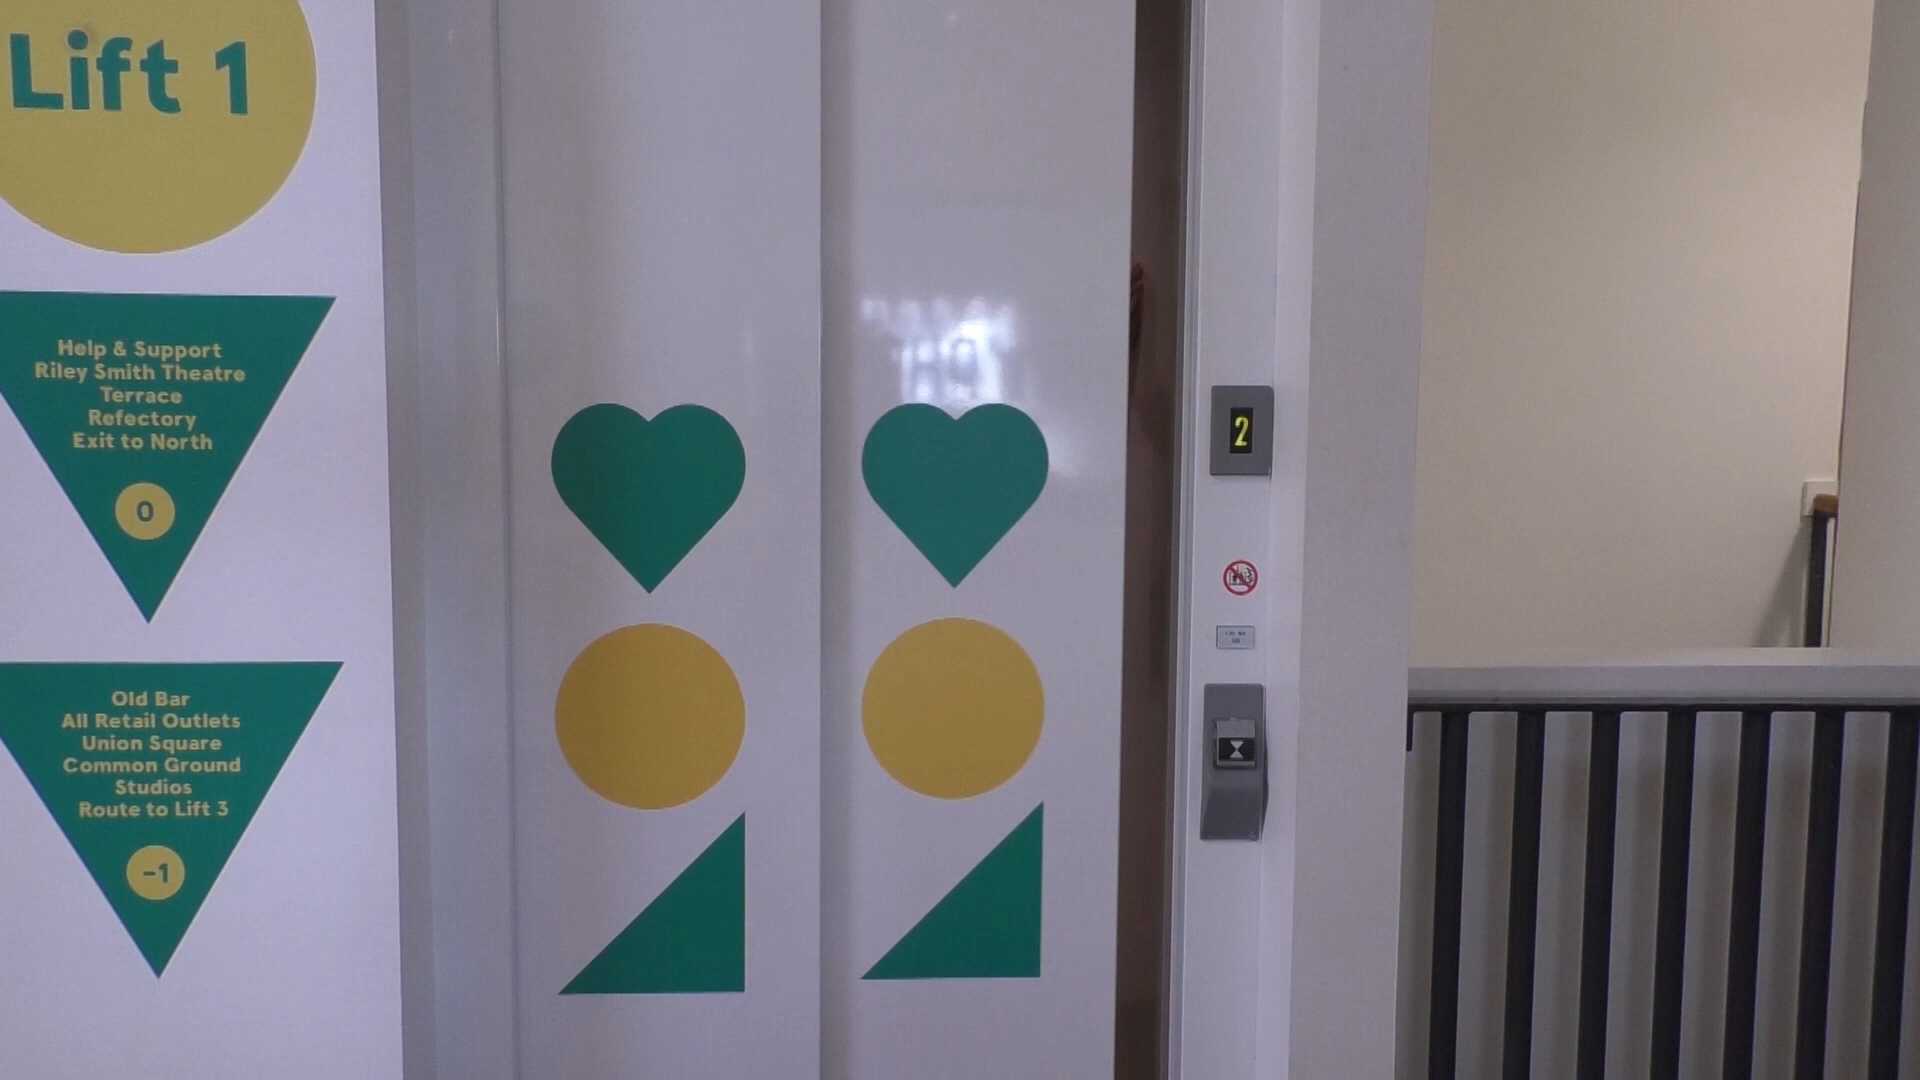 Lift 1
Help & Support
Riley Smith Theatre
Terrace
Refectory
Exit to North
0
Old Bar
All Retail Outlets
Union Square
Common Ground
Studios
Route to Lift 3
-1
2